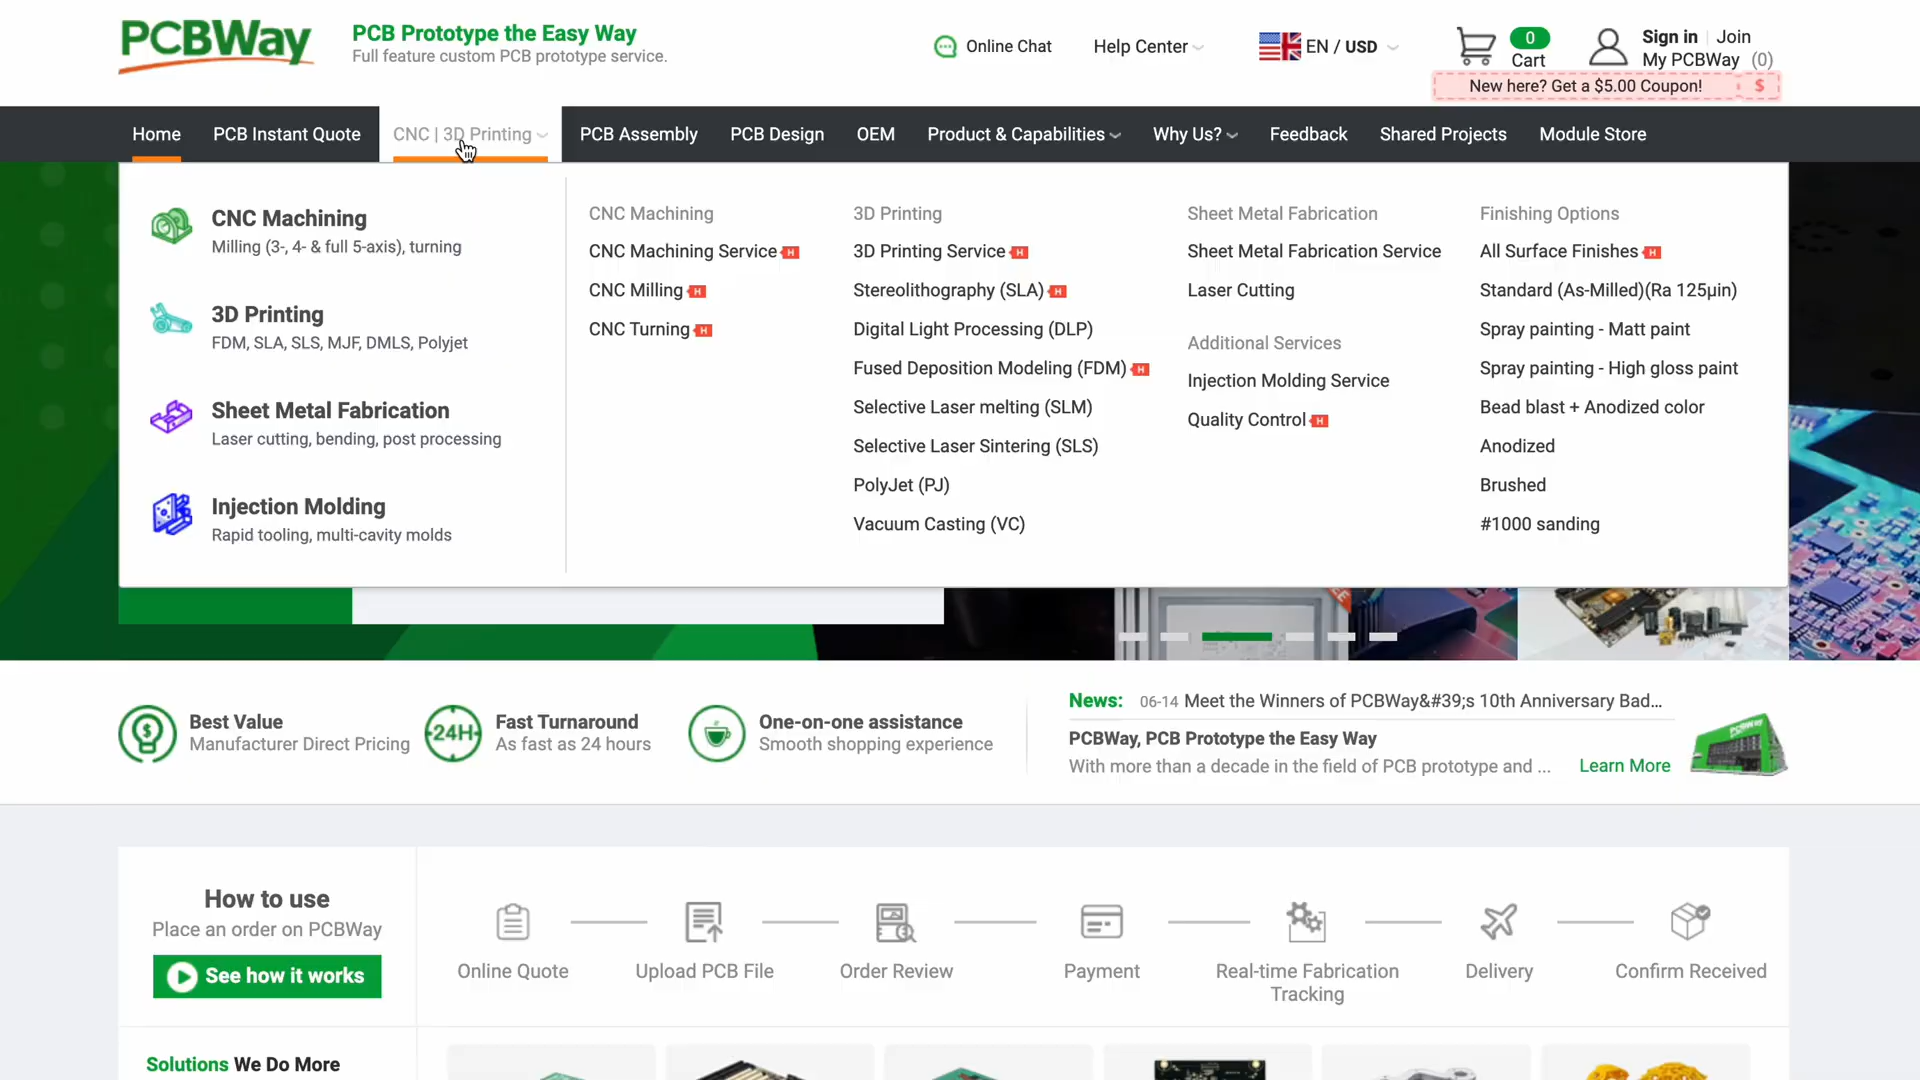 PCBWay
PCB Prototype the Easy Way
Full feature custom PCB prototype service.
Online Chat
Help Center
EN / USD
0
Cart
Sign in
Join
My PCBWay (0)
New here? Get a $5.00 Coupon!
$
Home
PCB Instant Quote
CNC | 3D Printing
PCB Assembly
PCB Design
OEM
Product & Capabilities
Why Us?
Feedback
Shared Projects
Module Store
CNC Machining
Milling (3-, 4- & full 5-axis), turning
3D Printing
FDM, SLA, SLS, MJF, DMLS, Polyjet
Sheet Metal Fabrication
Laser cutting, bending, post processing
Injection Molding
Rapid tooling, multi-cavity molds
CNC Machining
CNC Machining Service H
CNC Milling H
CNC Turning H
3D Printing
3D Printing Service H
Stereolithography (SLA) H
Digital Light Processing (DLP)
Fused Deposition Modeling (FDM) H
Selective Laser melting (SLM)
Selective Laser Sintering (SLS)
PolyJet (PJ)
Vacuum Casting (VC)
Sheet Metal Fabrication
Sheet Metal Fabrication Service
Laser Cutting
Additional Services
Injection Molding Service
Quality Control H
Finishing Options
All Surface Finishes H
Standard (As-Milled)(Ra 125µin)
Spray painting - Matt paint
Spray painting - High gloss paint
Bead blast + Anodized color
Anodized
Brushed
#1000 sanding
Best Value
Manufacturer Direct Pricing
24H
Fast Turnaround
As fast as 24 hours
One-on-one assistance
Smooth shopping experience
News: 06-14 Meet the Winners of PCBWay&#39;s 10th Anniversary Bad...
PCBWay, PCB Prototype the Easy Way
With more than a decade in the field of PCB prototype and ...
Learn More
How to use
Place an order on PCBWay
See how it works
Online Quote
Upload PCB File
Order Review
Payment
Real-time Fabrication
Tracking
Delivery
Confirm Received
Solutions We Do More